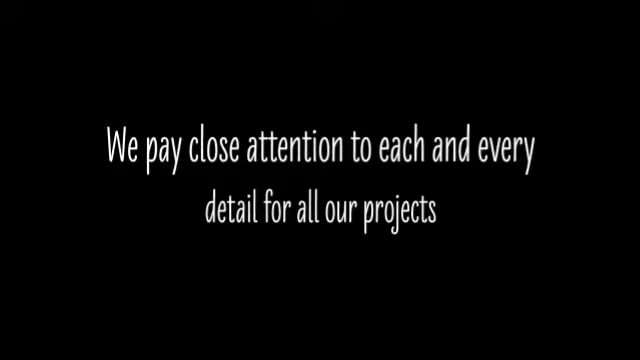 We pay close attention to each and every
detail for all our projects